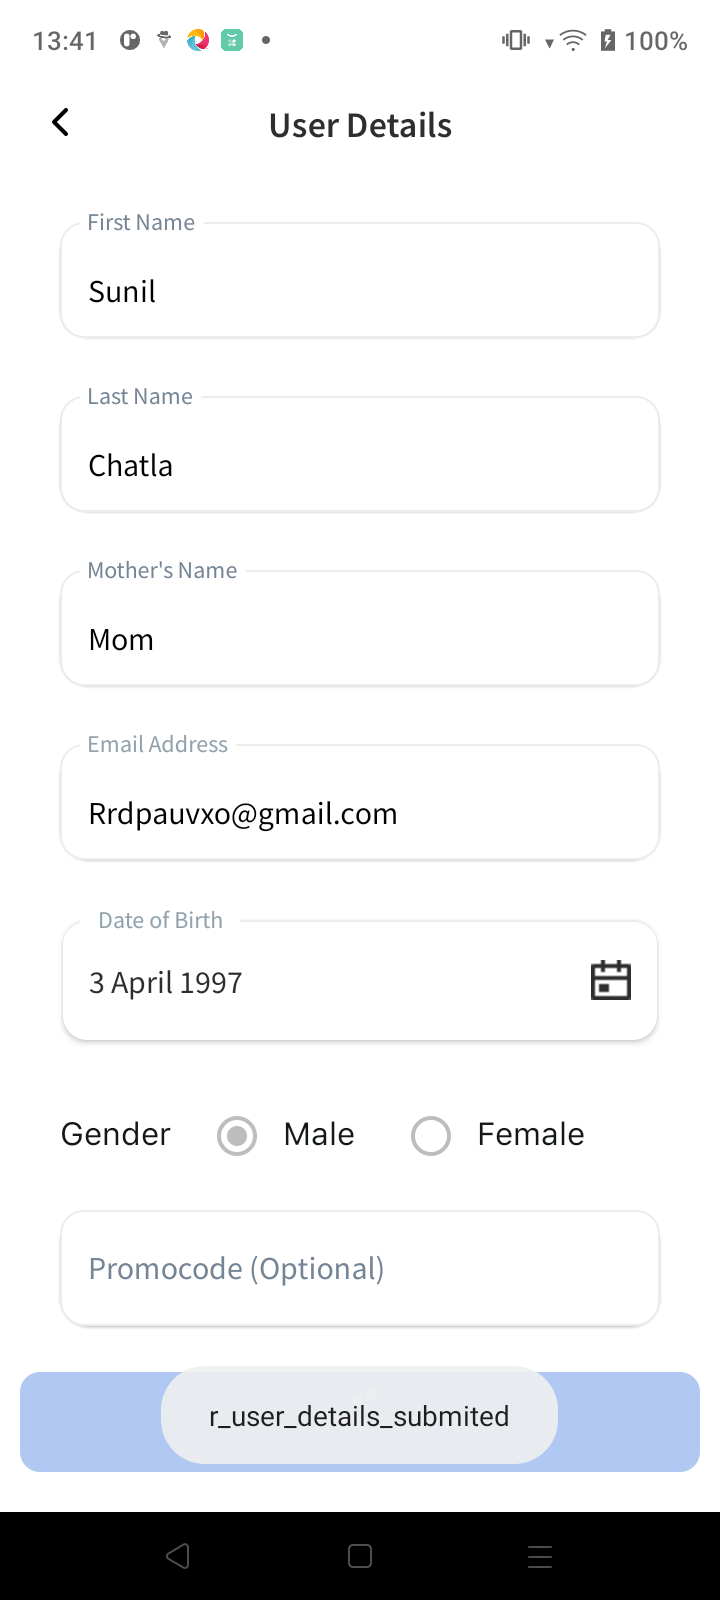 13:41
100%
User Details
First Name
Sunil
Last Name
Chatla
Mother's Name
Mom
Email Address
Rrdpauvxo@gmail.com
Date of Birth
3 April 1997
Gender Male Female
Promocode (Optional)
r_user_details_submited